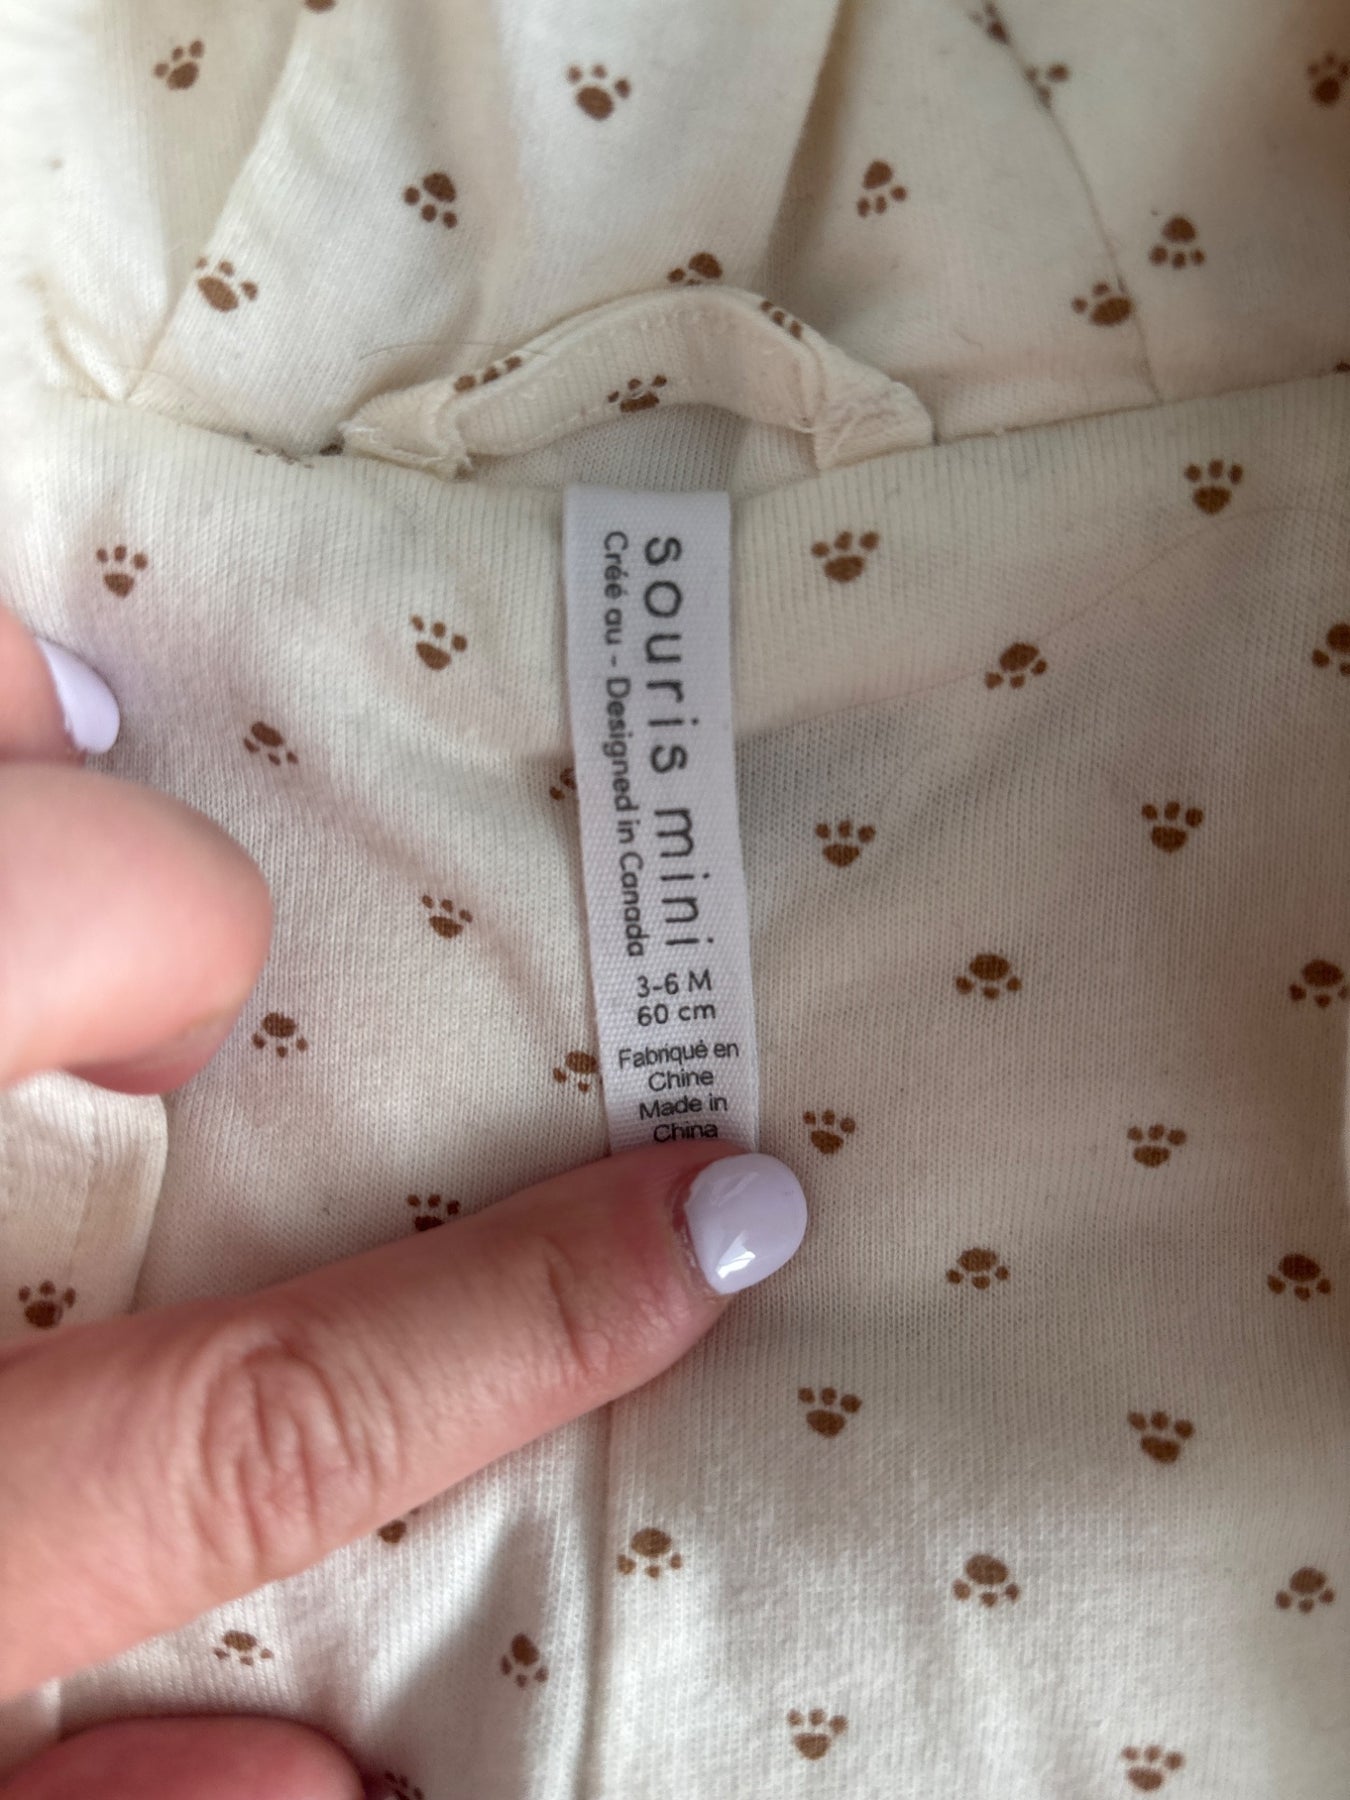 souris mini
Créé au - Designed in Canada
3-6 M
60 cm
Fabriqué en
Chine
Made in
China